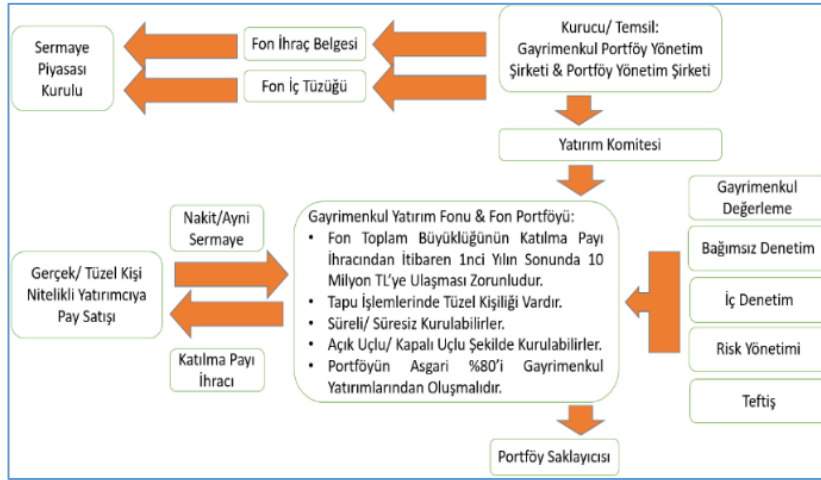 Sermaye
Piyasası
Kurulu
Fon İhraç Belgesi
Fon İç Tüzüğü
Kurucu/ Temsil:
Gayrimenkul Portföy Yönetim
Şirketi & Portföy Yönetim Şirketi
Yatırım Komitesi
Nakit/Ayni
Sermaye
Gerçek/ Tüzel Kişi
Nitelikli Yatırımcıya
Pay Satışı
Katılma Payı
İhracı
Gayrimenkul Yatırım Fonu & Fon Portföyü:
• Fon Toplam Büyüklüğünün Katılma Payı
İhracından İtibaren 1nci Yılın Sonunda 10
Milyon TL'ye Ulaşması Zorunludur.
• Tapu İşlemlerinde Tüzel Kişiliği Vardır.
• Süreli/ Süresiz Kurulabilirler.
• Açık Uçlu/ Kapalı Uçlu Şekilde Kurulabilirler.
• Portföyün Asgari %80'i Gayrimenkul
Yatırımlarından Oluşmalıdır.
Gayrimenkul
Değerleme
Bağımsız Denetim
İç Denetim
Risk Yönetimi
Teftiş
Portföy Saklayıcısı